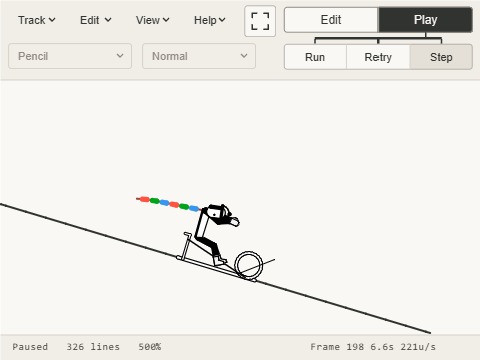 Track Edit View Help Edit Play
Pencil Normal Run Retry Step
Paused 326 lines 500% Frame 198 6.6s 221u/s